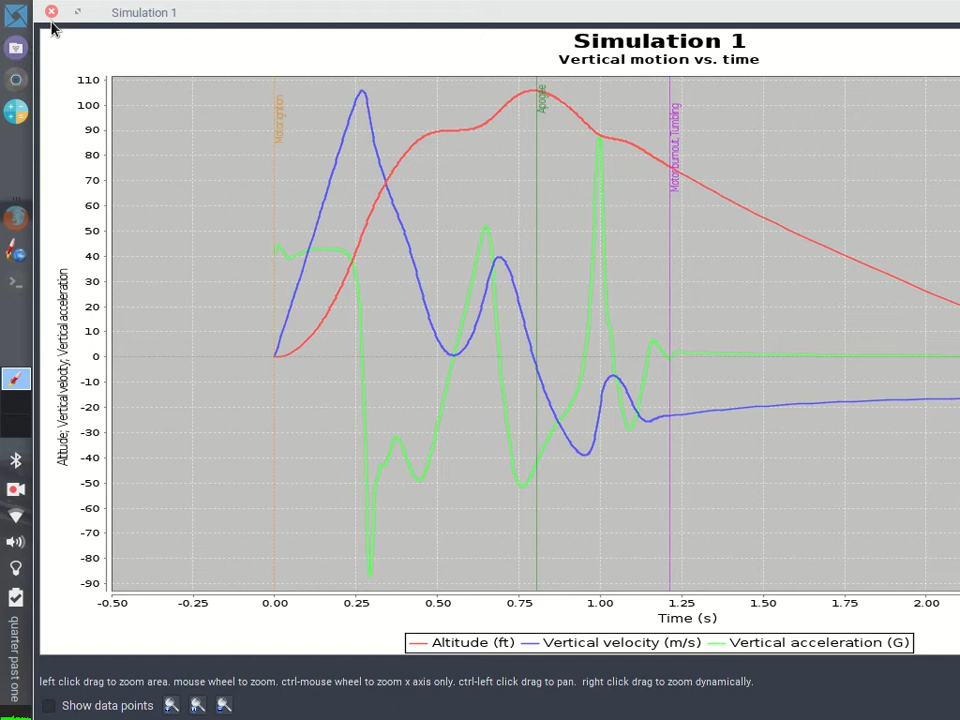 Simulation 1
Simulation 1
Vertical motion vs. time
110
100
90
80
70
60
50
40
30
20
10
0
-10
-20
-30
-40
-50
-60
-70
-80
-90
Altitude; Vertical velocity; Vertical acceleration
Motor ignition
Apogee
Motor burnout, Tumbling
-0.50 -0.25 0.00 0.25 0.50 0.75 1.00 1.25 1.50 1.75 2.00
Time (s)
Altitude (ft) Vertical velocity (m/s) Vertical acceleration (G)
left click drag to zoom area. mouse wheel to zoom. ctrl-mouse wheel to zoom x axis only. ctrl-left click drag to pan. right click drag to zoom dynamically.
Show data points
quarter past one